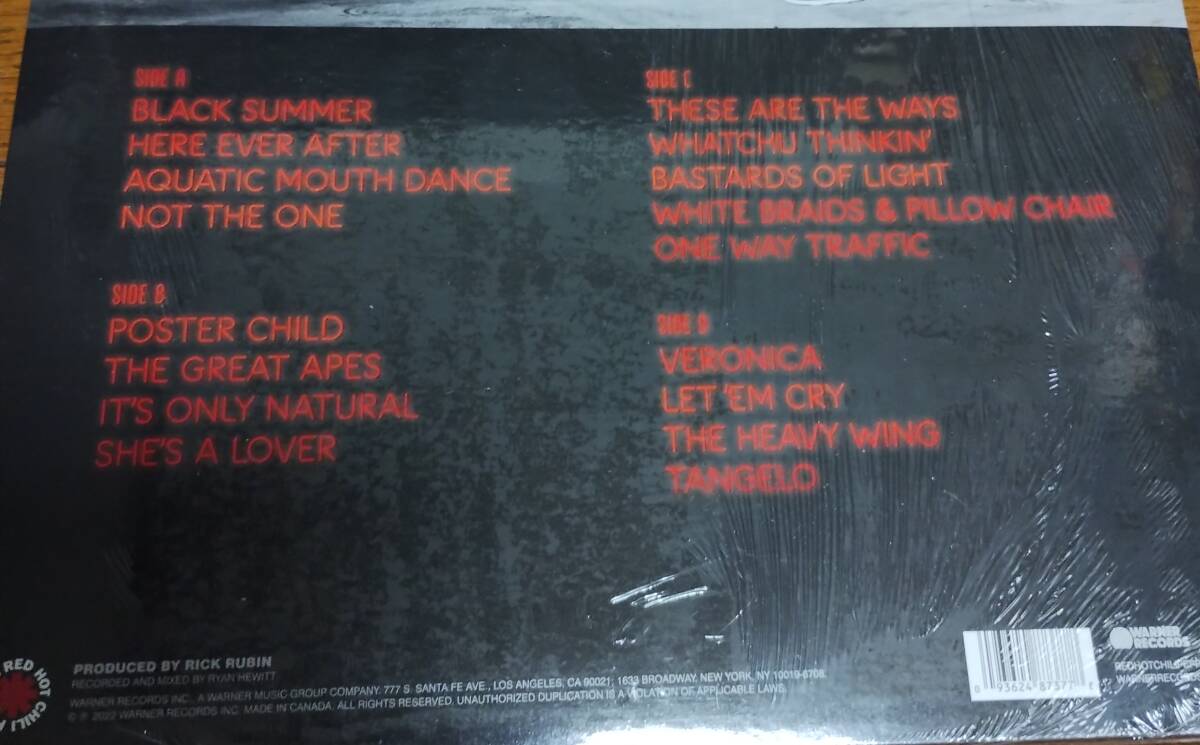 SIDE A
BLACK SUMMER
HERE EVER AFTER
AQUATIC MOUTH DANCE
NOT THE ONE
SIDE B
POSTER CHILD
THE GREAT APES
IT'S ONLY NATURAL
SHE'S A LOVER
SIDE C
THESE ARE THE WAYS
WHATCHU THINKIN'
BASTARDS OF LIGHT
WHITE BRAIDS & PILLOW CHAIR
ONE WAY TRAFFIC
SIDE D
VERONICA
LET 'EM CRY
THE HEAVY WING
TANGELO
RED HOT CHILI
PRODUCED BY RICK RUBIN
RECORDED AND MIXED BY RYAN HEWITT
WARNER RECORDS INC., A WARNER MUSIC GROUP COMPANY. 777 S. SANTA FE AVE., LOS ANGELES, CA 90021; 1633 BROADWAY, NEW YORK, NY 10019-6708.
© ℗ 2022 WARNER RECORDS INC. MADE IN CANADA. ALL RIGHTS RESERVED. UNAUTHORIZED DUPLICATION IS A VIOLATION OF APPLICABLE LAWS.
WARNER
RECORDS